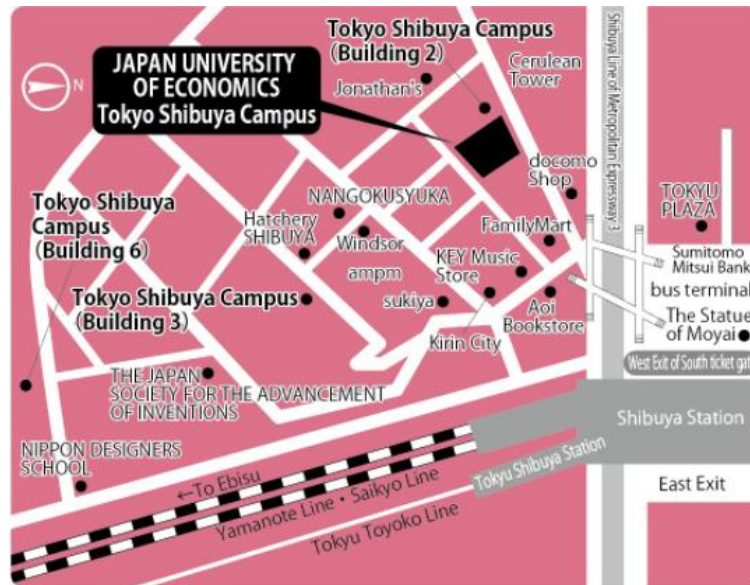 Tokyo Shibuya Campus
(Building 2)
JAPAN UNIVERSITY
OF ECONOMICS
Tokyo Shibuya Campus
N
Jonathan's
Cerulean
Tower
Shibuya Line of Metropolitan Expressway 3
docomo
Shop
TOKYU
PLAZA
Tokyo Shibuya
Campus
(Building 6)
NANGOKUSYUKA
Hatchery
SHIBUYA
Windsor
FamilyMart
KEY Music
Store
ampm
sukiya
Sumitomo
Mitsui Bank
bus terminal
Tokyo Shibuya Campus
(Building 3)
Aoi
Bookstore
Kirin City
The Statue
of Moyai
West Exit of South ticket gat
THE JAPAN
SOCIETY FOR THE ADVANCEMENT
OF INVENTIONS
Shibuya Station
NIPPON DESIGNERS
SCHOOL
Tokyu Shibuya Station
East Exit
←To Ebisu
Yamanote Line・Saikyo Line
Tokyu Toyoko Line